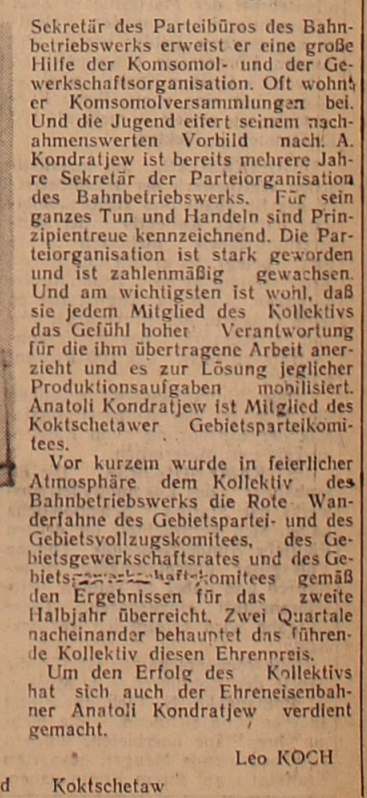 Sekretär des Parteibüros des Bahn-
betriebswerks erweist er eine große
Hilfe der Komsomol- und der Ge-
werkschaftsorganisation. Oft wohnt
er Komsomolversammlungen bei.
Und die Jugend eifert seinem nach-
ahmenswerten Vorbild nach. A.
Kondratjew ist bereits mehrere Jah-
re Sekretär der Parteiorganisation
des Bahnbetriebswerks. Für sein
ganzes Tun und Handeln sind Prin-
zipientreue kennzeichnend. Die Par-
teiorganisation ist stark geworden
und ist zahlenmäßig gewachsen.
Und am wichtigsten ist wohl, daß
sie jedem Mitglied des Kollektivs
das Gefühl hoher Verantwortung
für die ihm übertragene Arbeit aner-
zieht und es zur Lösung jeglicher
Produktionsaufgaben mobilisiert.
Anatoli Kondratjew ist Mitglied des
Koktschetawer Gebietsparteikomi-
tees.
Vor kurzem wurde in feierlicher
Atmosphäre dem Kollektiv des
Bahnbetriebswerks die Rote Wan-
derfahne des Gebietspartei- und des
Gebietsvollzugskomitees, des Ge-
bietsgewerkschaftsrates und des Ge-
gemäß
den Ergebnissen für das zweite
Halbjahr überreicht. Zwei Quartale
nacheinander behauptet das führen-
de Kollektiv diesen Ehrenpreis.
Um den Erfolg des Kollektivs
hat sich auch der Ehreneisenbah-
ner Anatoli Kondratjew verdient
gemacht.
Leo KOCH
d Koktschetaw